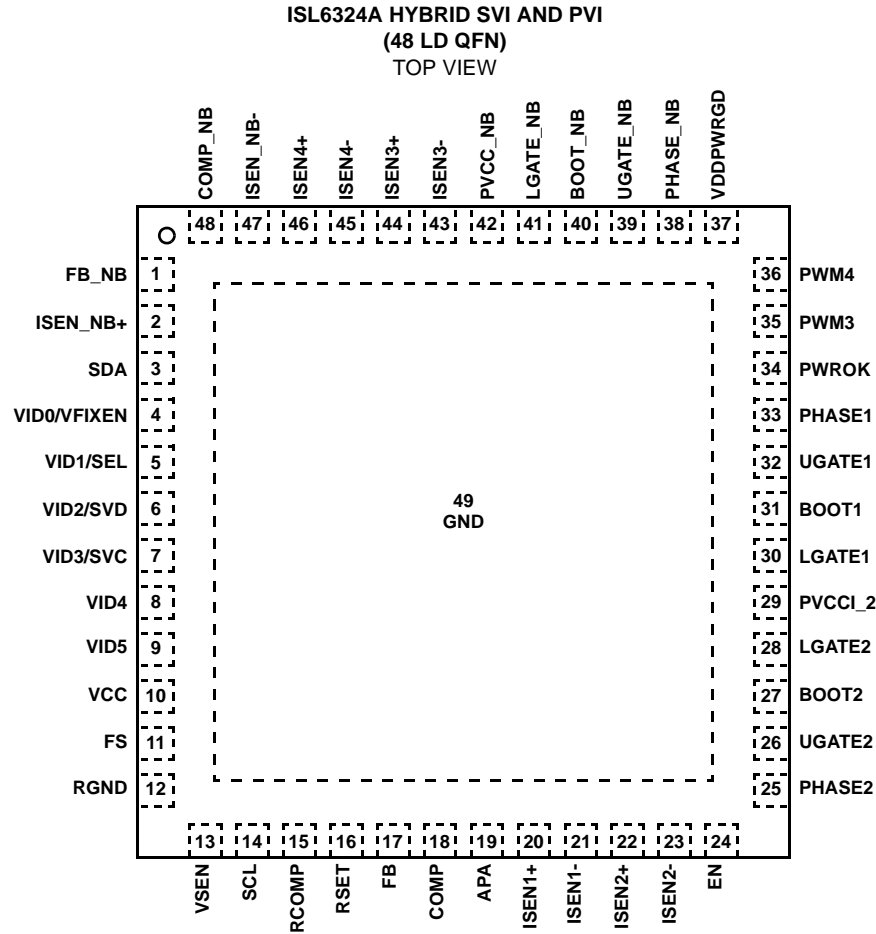 ISL6324A HYBRID SVI AND PVI
(48 LD QFN)
TOP VIEW
COMP_NB
ISEN_NB-
ISEN4+
ISEN4-
ISEN3+
ISEN3-
PVCC_NB
LGATE_NB
BOOT_NB
UGATE_NB
PHASE_NB
VDDPWRGD
48 47 46 45 44 43 42 41 40 39 38 37
FB_NB 1
ISEN_NB+ 2
SDA 3
VID0/VFIXEN 4
VID1/SEL 5
VID2/SVD 6
VID3/SVC 7
VID4 8
VID5 9
VCC 10
FS 11
RGND 12
49
GND
36 PWM4
35 PWM3
34 PWROK
33 PHASE1
32 UGATE1
31 BOOT1
30 LGATE1
29 PVCCI_2
28 LGATE2
27 BOOT2
26 UGATE2
25 PHASE2
13 14 15 16 17 18 19 20 21 22 23 24
VSEN
SCL
RCOMP
RSET
FB
COMP
APA
ISEN1+
ISEN1-
ISEN2+
ISEN2-
EN